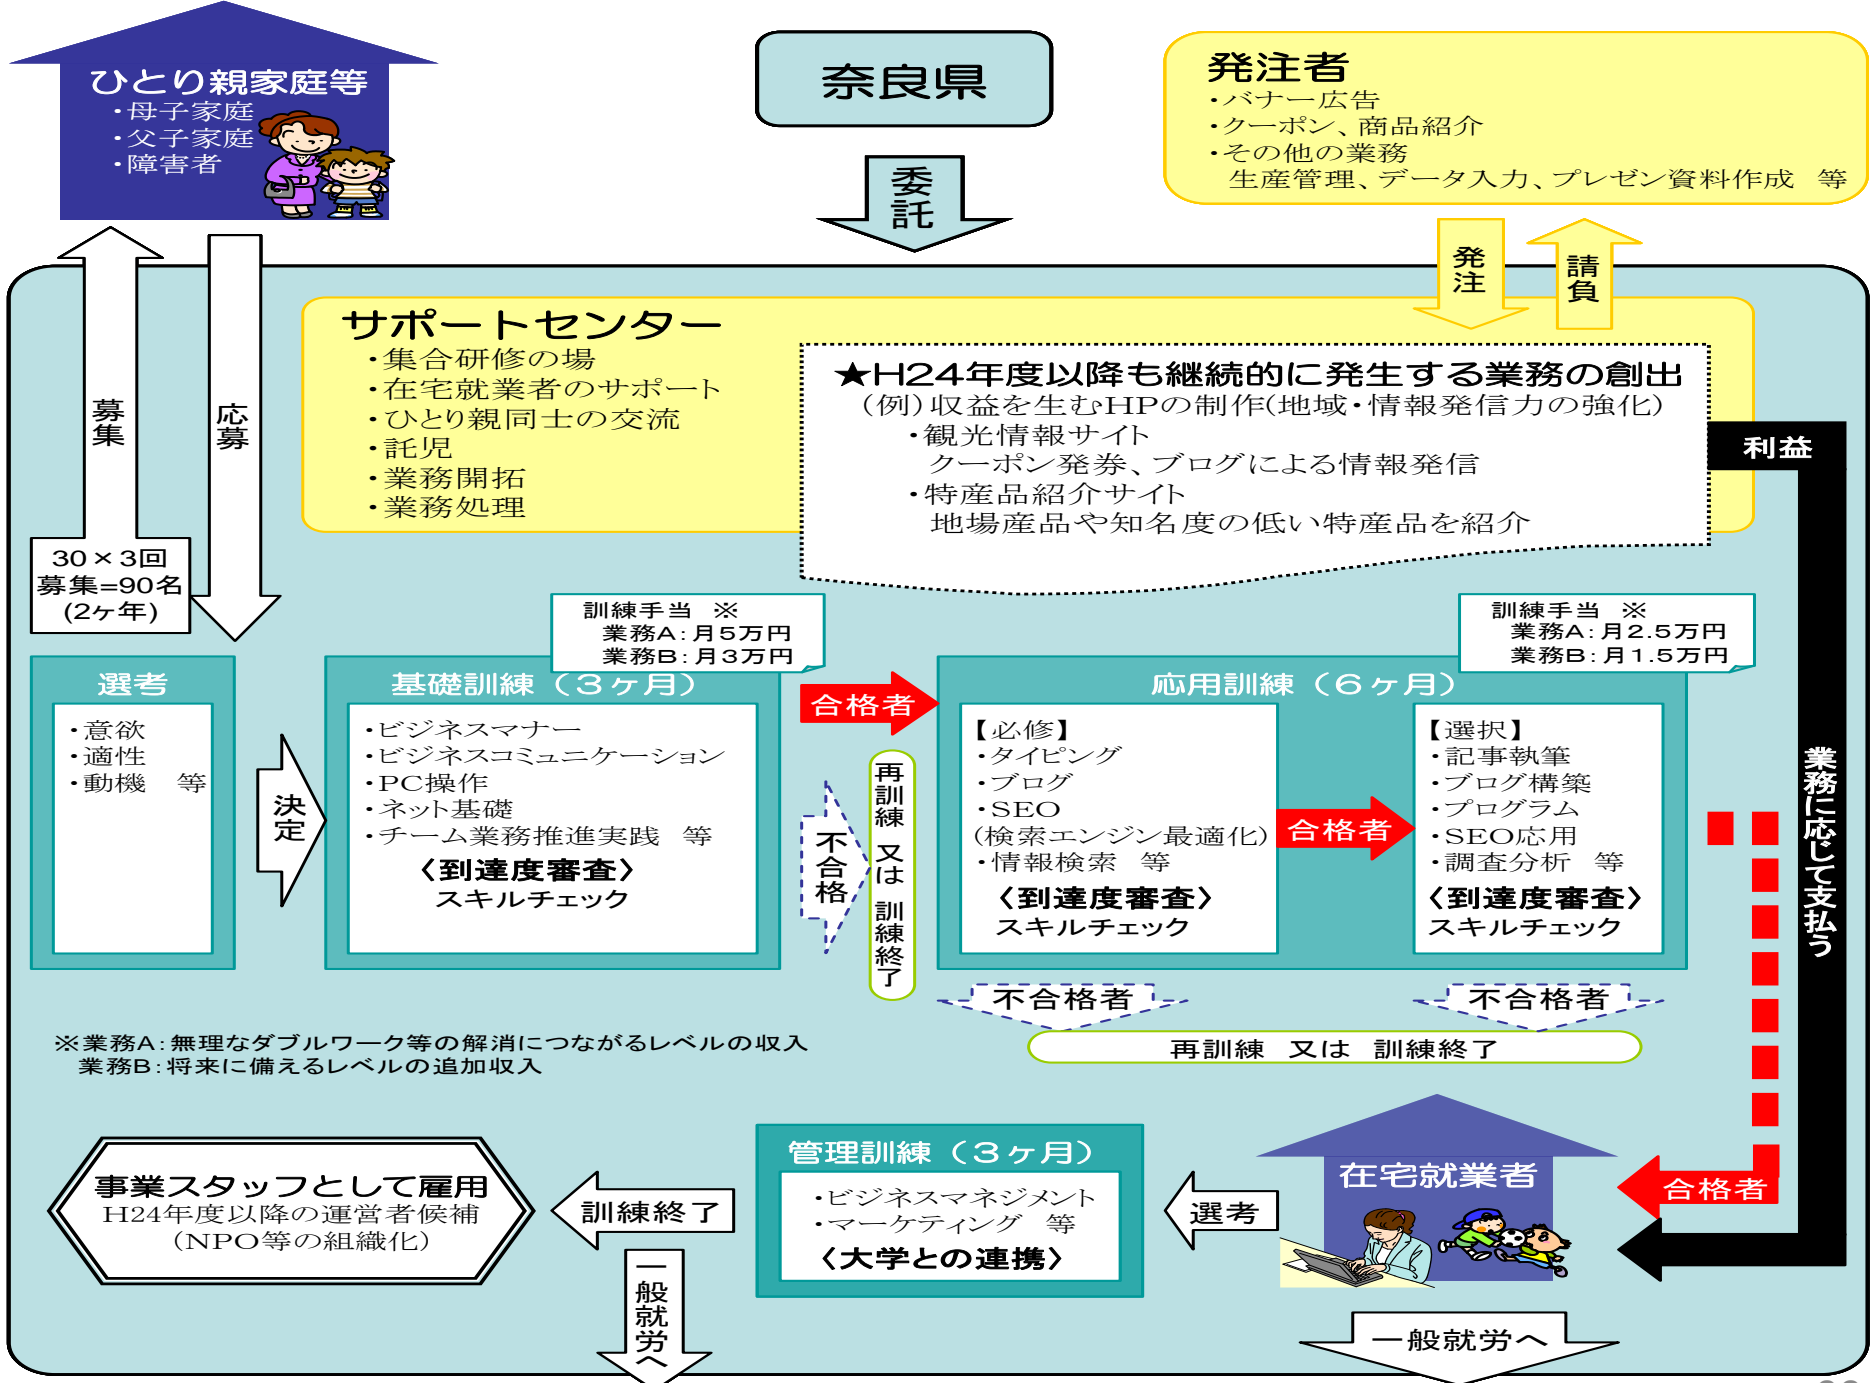 ひとり親家庭等
・母子家庭
・父子家庭
・障害者
奈良県
委託
発注者
・バナー広告
・クーポン、商品紹介
・その他の業務
生産管理、データ入力、プレゼン資料作成　等
発注
請負
募集
応募
30×3回
募集=90名
(2ヶ年)
サポートセンター
・集合研修の場
・在宅就業者のサポート
・ひとり親同士の交流
・託児
・業務開拓
・業務処理
★H24年度以降も継続的に発生する業務の創出
（例）収益を生むHPの制作(地域・情報発信力の強化)
・観光情報サイト
クーポン発券、ブログによる情報発信
・特産品紹介サイト
地場産品や知名度の低い特産品を紹介
利益
業務に応じて支払う
選考
・意欲
・適性
・動機　等
決定
訓練手当　※
業務A：月5万円
業務B：月3万円
基礎訓練（3ヶ月）
・ビジネスマナー
・ビジネスコミュニケーション
・PC操作
・ネット基礎
・チーム業務推進実践　等
〈到達度審査〉
スキルチェック
合格者
不合格
再訓練 又は 訓練終了
訓練手当　※
業務A：月2.5万円
業務B：月1.5万円
応用訓練（6ヶ月）
【必修】
・タイピング
・ブログ
・SEO
(検索エンジン最適化)
・情報検索　等
〈到達度審査〉
スキルチェック
合格者
【選択】
・記事執筆
・ブログ構築
・プログラム
・SEO応用
・調査分析　等
〈到達度審査〉
スキルチェック
不合格者
不合格者
再訓練　又は　訓練終了
※業務A：無理なダブルワーク等の解消につながるレベルの収入
業務B：将来に備えるレベルの追加収入
合格者
在宅就業者
選考
管理訓練（3ヶ月）
・ビジネスマネジメント
・マーケティング　等
〈大学との連携〉
訓練終了
事業スタッフとして雇用
H24年度以降の運営者候補
（NPO等の組織化）
一般就労へ
一般就労へ